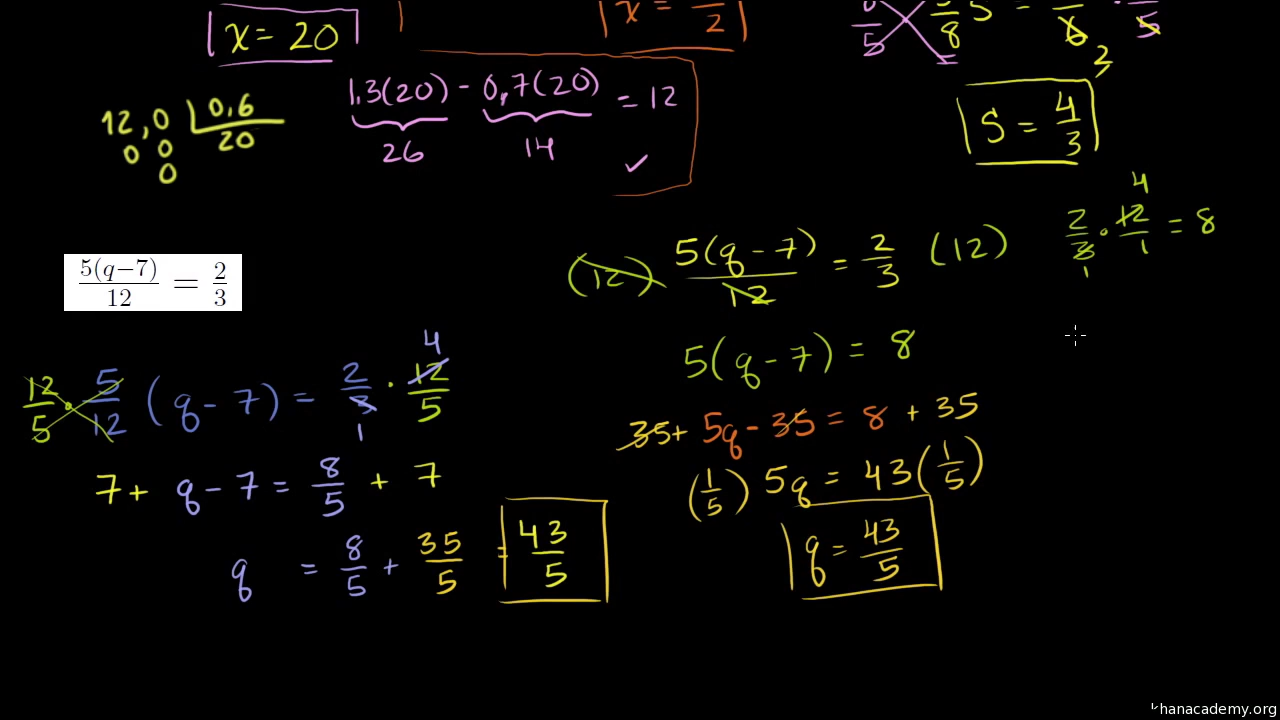 x = 20
x = /2
5/8 S =
S = 4/3
12,0 | 0,6
0 0 20
0
1.3(20) - 0,7(20) = 12
26 14 ✓
5(q−7)/12 = 2/3
(12) 5(q - 7)/12 = 2/3 (12)
2/3 · 12/1 = 8
4
1
5(q - 7) = 8
12/5 · 5/12 (q - 7) = 2/3 · 12/5
4
1
35 + 5q - 35 = 8 + 35
7 + q - 7 = 8/5 + 7
(1/5) 5q = 43 (1/5)
q = 8/5 + 35/5 = 43/5
q = 43/5
khanacademy.org